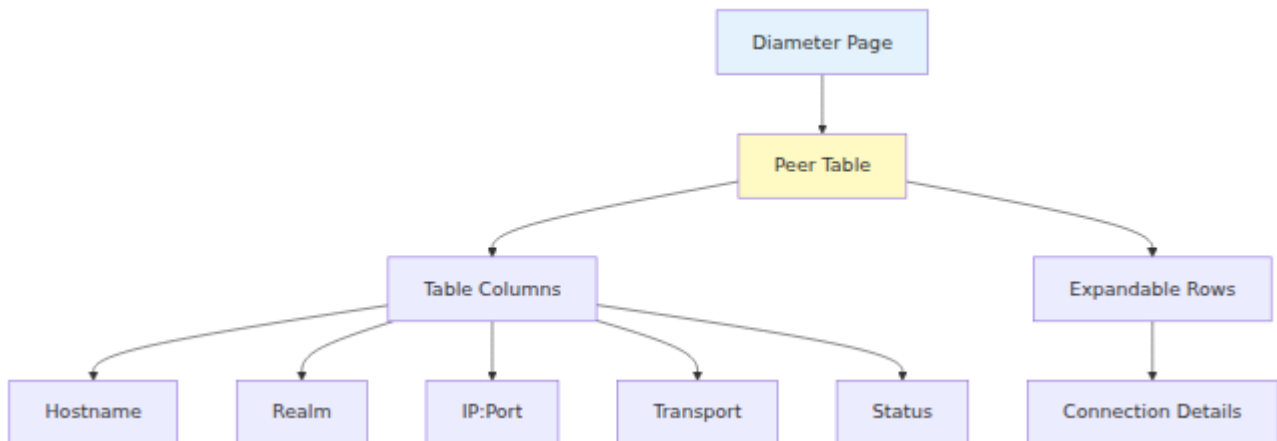 Diameter Page
Peer Table
Table Columns
Expandable Rows
Hostname
Realm
IP:Port
Transport
Status
Connection Details